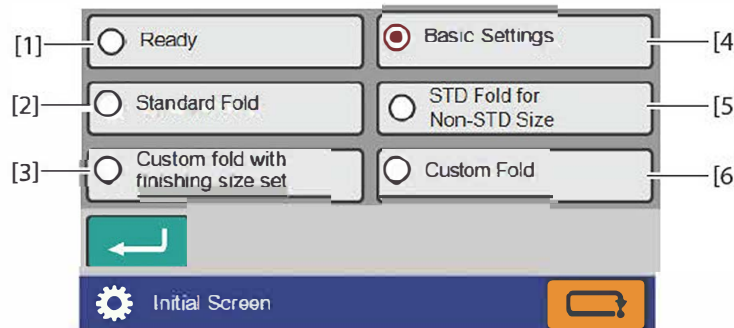 [1] Ready
Basic Settings [4
[2] Standard Fold
STD Fold for
Non-STD Size [5
[3] Custom fold with
finishing size set
Custom Fold [6
Initial Screen